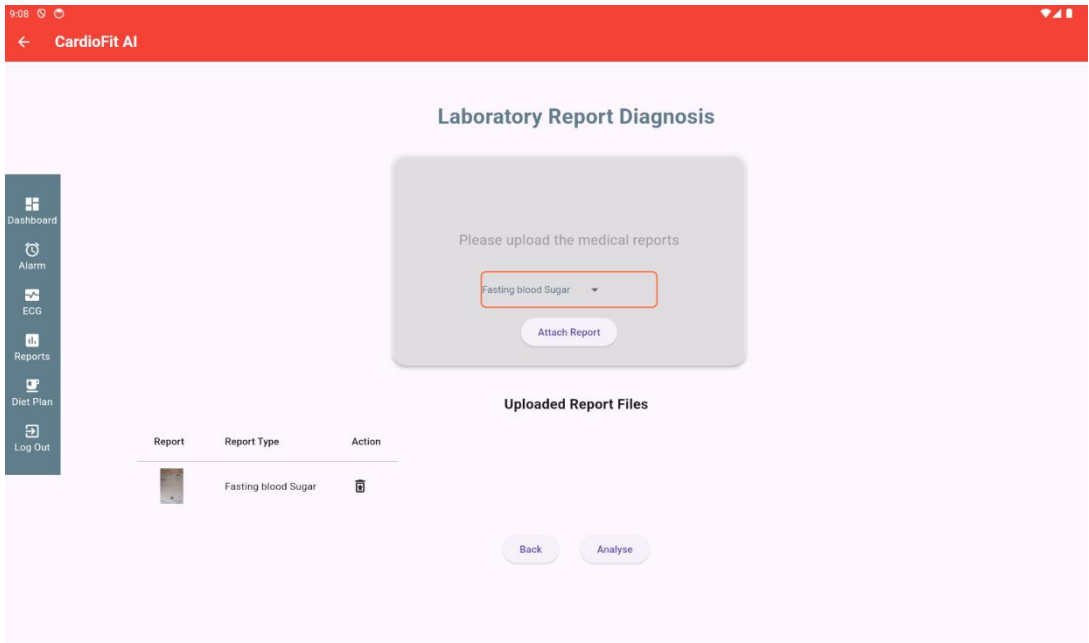 9:08
CardioFit AI
Laboratory Report Diagnosis
Dashboard
Alarm
ECG
Reports
Diet Plan
Log Out
Please upload the medical reports
Fasting blood Sugar
Attach Report
Uploaded Report Files
Report Report Type Action
Fasting blood Sugar
Back Analyse